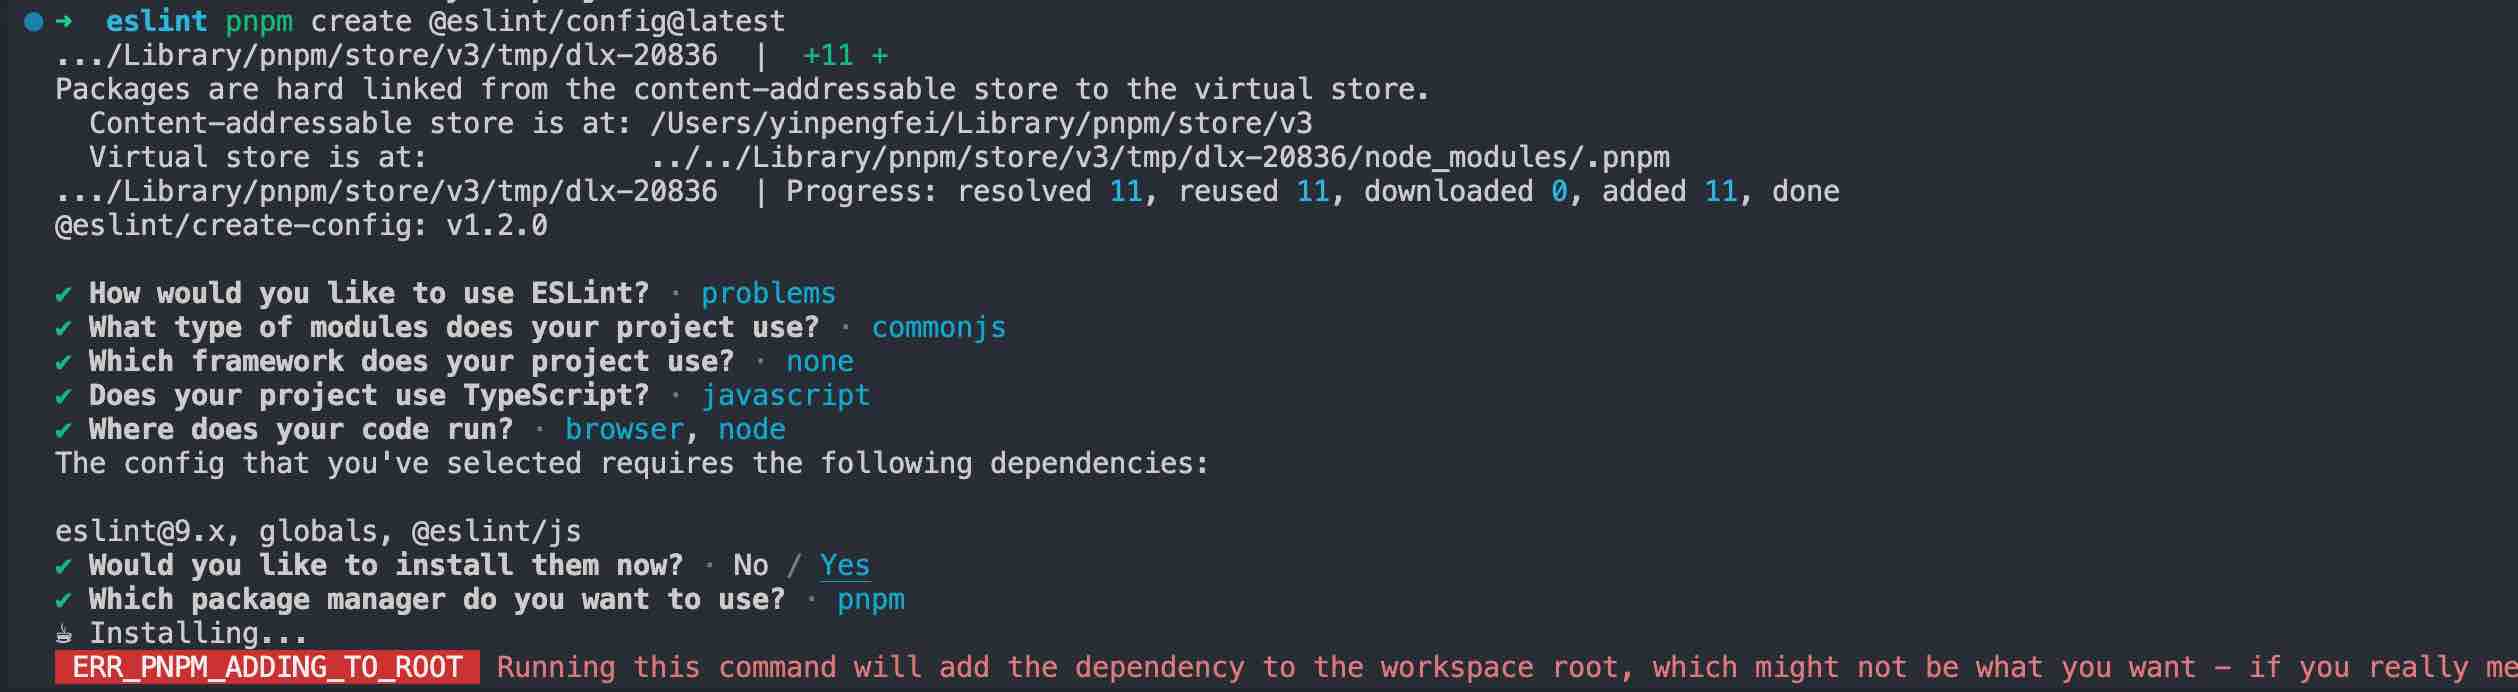 ➜  eslint pnpm create @eslint/config@latest
.../Library/pnpm/store/v3/tmp/dlx-20836  |  +11 +
Packages are hard linked from the content-addressable store to the virtual store.
  Content-addressable store is at: /Users/yinpengfei/Library/pnpm/store/v3
  Virtual store is at:             ../../Library/pnpm/store/v3/tmp/dlx-20836/node_modules/.pnpm
.../Library/pnpm/store/v3/tmp/dlx-20836  | Progress: resolved 11, reused 11, downloaded 0, added 11, done
@eslint/create-config: v1.2.0
✔ How would you like to use ESLint? · problems
✔ What type of modules does your project use? · commonjs
✔ Which framework does your project use? · none
✔ Does your project use TypeScript? · javascript
✔ Where does your code run? · browser, node
The config that you've selected requires the following dependencies:
eslint@9.x, globals, @eslint/js
✔ Would you like to install them now? · No / Yes
✔ Which package manager do you want to use? · pnpm
☕️ Installing...
ERR_PNPM_ADDING_TO_ROOT  Running this command will add the dependency to the workspace root, which might not be what you want - if you really